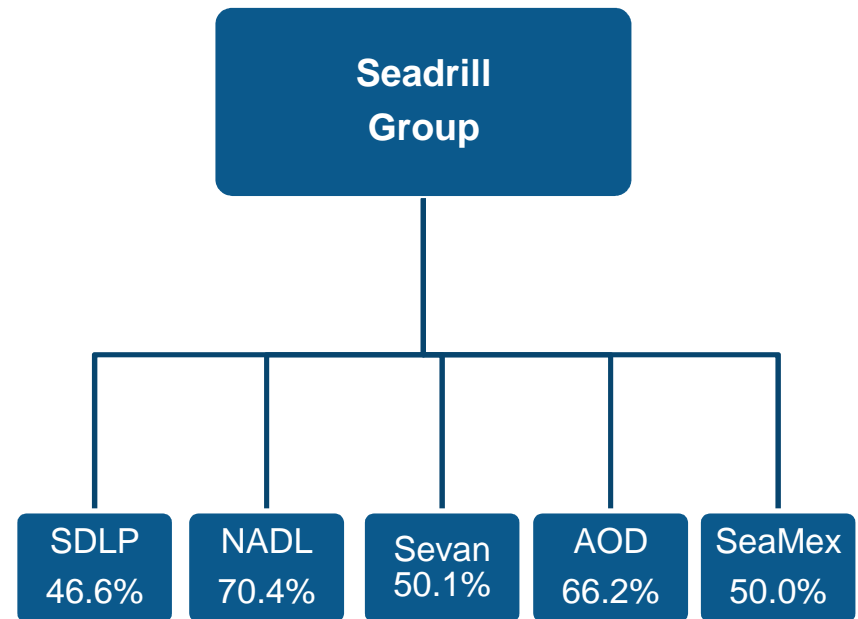 Seadrill
Group
SDLP
46.6%
NADL
70.4%
Sevan
50.1%
AOD
66.2%
SeaMex
50.0%